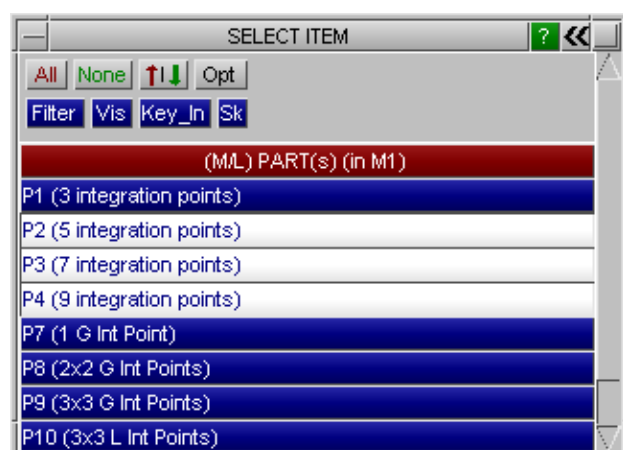 SELECT ITEM ? «
All None ↑I↓ Opt
Filter Vis Key_In Sk
(M/L) PART(s) (in M1)
P1 (3 integration points)
P2 (5 integration points)
P3 (7 integration points)
P4 (9 integration points)
P7 (1 G Int Point)
P8 (2x2 G Int Points)
P9 (3x3 G Int Points)
P10 (3x3 L Int Points)